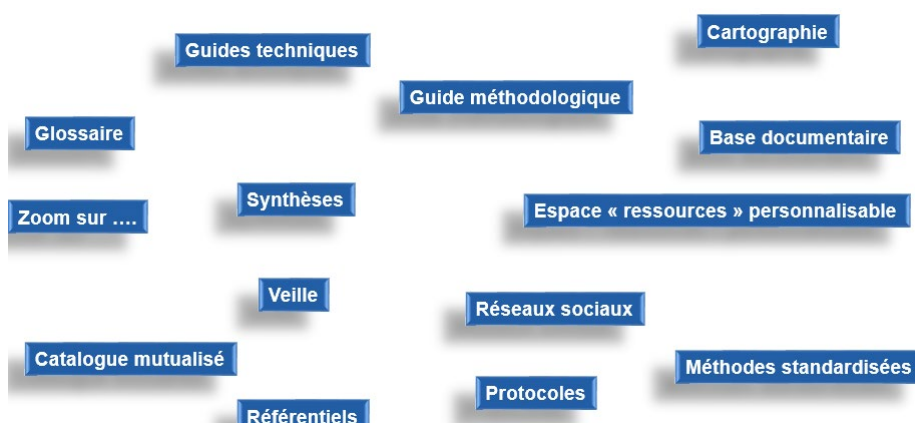 Cartographie
Guides techniques
Guide méthodologique
Glossaire
Base documentaire
Synthèses
Espace « ressources » personnalisable
Zoom sur ....
Veille
Réseaux sociaux
Catalogue mutualisé
Méthodes standardisées
Protocoles
Référentiels